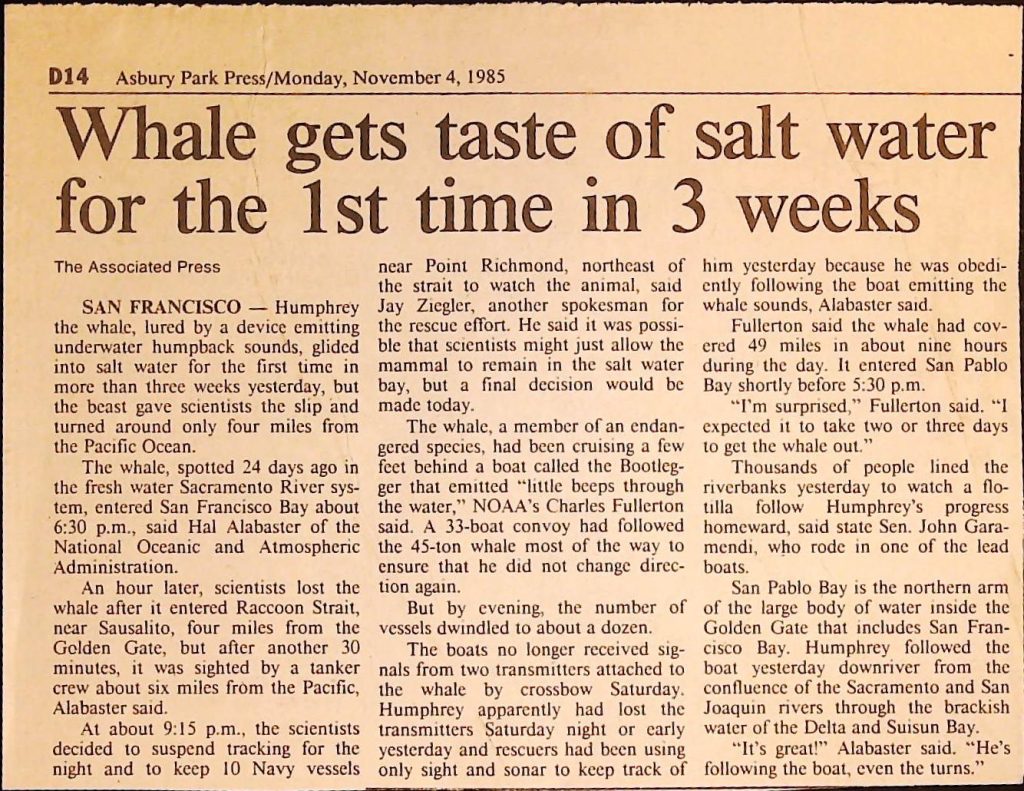 D14 Asbury Park Press/Monday, November 4, 1985
Whale gets taste of salt water
for the 1st time in 3 weeks
The Associated Press
SAN FRANCISCO — Humphrey
the whale, lured by a device emitting
underwater humpback sounds, glided
into salt water for the first time in
more than three weeks yesterday, but
the beast gave scientists the slip and
turned around only four miles from
the Pacific Ocean.
The whale, spotted 24 days ago in
the fresh water Sacramento River sys-
tem, entered San Francisco Bay about
6:30 p.m., said Hal Alabaster of the
National Oceanic and Atmospheric
Administration.
An hour later, scientists lost the
whale after it entered Raccoon Strait,
near Sausalito, four miles from the
Golden Gate, but after another 30
minutes, it was sighted by a tanker
crew about six miles from the Pacific,
Alabaster said.
At about 9:15 p.m., the scientists
decided to suspend tracking for the
night and to keep 10 Navy vessels
near Point Richmond, northeast of
the strait to watch the animal, said
Jay Ziegler, another spokesman for
the rescue effort. He said it was possi-
ble that scientists might just allow the
mammal to remain in the salt water
bay, but a final decision would be
made today.
The whale, a member of an endan-
gered species, had been cruising a few
feet behind a boat called the Bootleg-
ger that emitted “little beeps through
the water,” NOAA's Charles Fullerton
said. A 33-boat convoy had followed
the 45-ton whale most of the way to
ensure that he did not change direc-
tion again.
But by evening, the number of
vessels dwindled to about a dozen.
The boats no longer received sig-
nals from two transmitters attached to
the whale by crossbow Saturday.
Humphrey apparently had lost the
transmitters Saturday night or early
yesterday and rescuers had been using
only sight and sonar to keep track of
him yesterday because he was obedi-
ently following the boat emitting the
whale sounds, Alabaster said.
Fullerton said the whale had cov-
ered 49 miles in about nine hours
during the day. It entered San Pablo
Bay shortly before 5:30 p.m.
“I'm surprised,” Fullerton said. “I
expected it to take two or three days
to get the whale out.”
Thousands of people lined the
riverbanks yesterday to watch a flo-
tilla follow Humphrey's progress
homeward, said state Sen. John Gara-
mendi, who rode in one of the lead
boats.
San Pablo Bay is the northern arm
of the large body of water inside the
Golden Gate that includes San Fran-
cisco Bay. Humphrey followed the
boat yesterday downriver from the
confluence of the Sacramento and San
Joaquin rivers through the brackish
water of the Delta and Suisun Bay.
“It's great!” Alabaster said. “He's
following the boat, even the turns.”